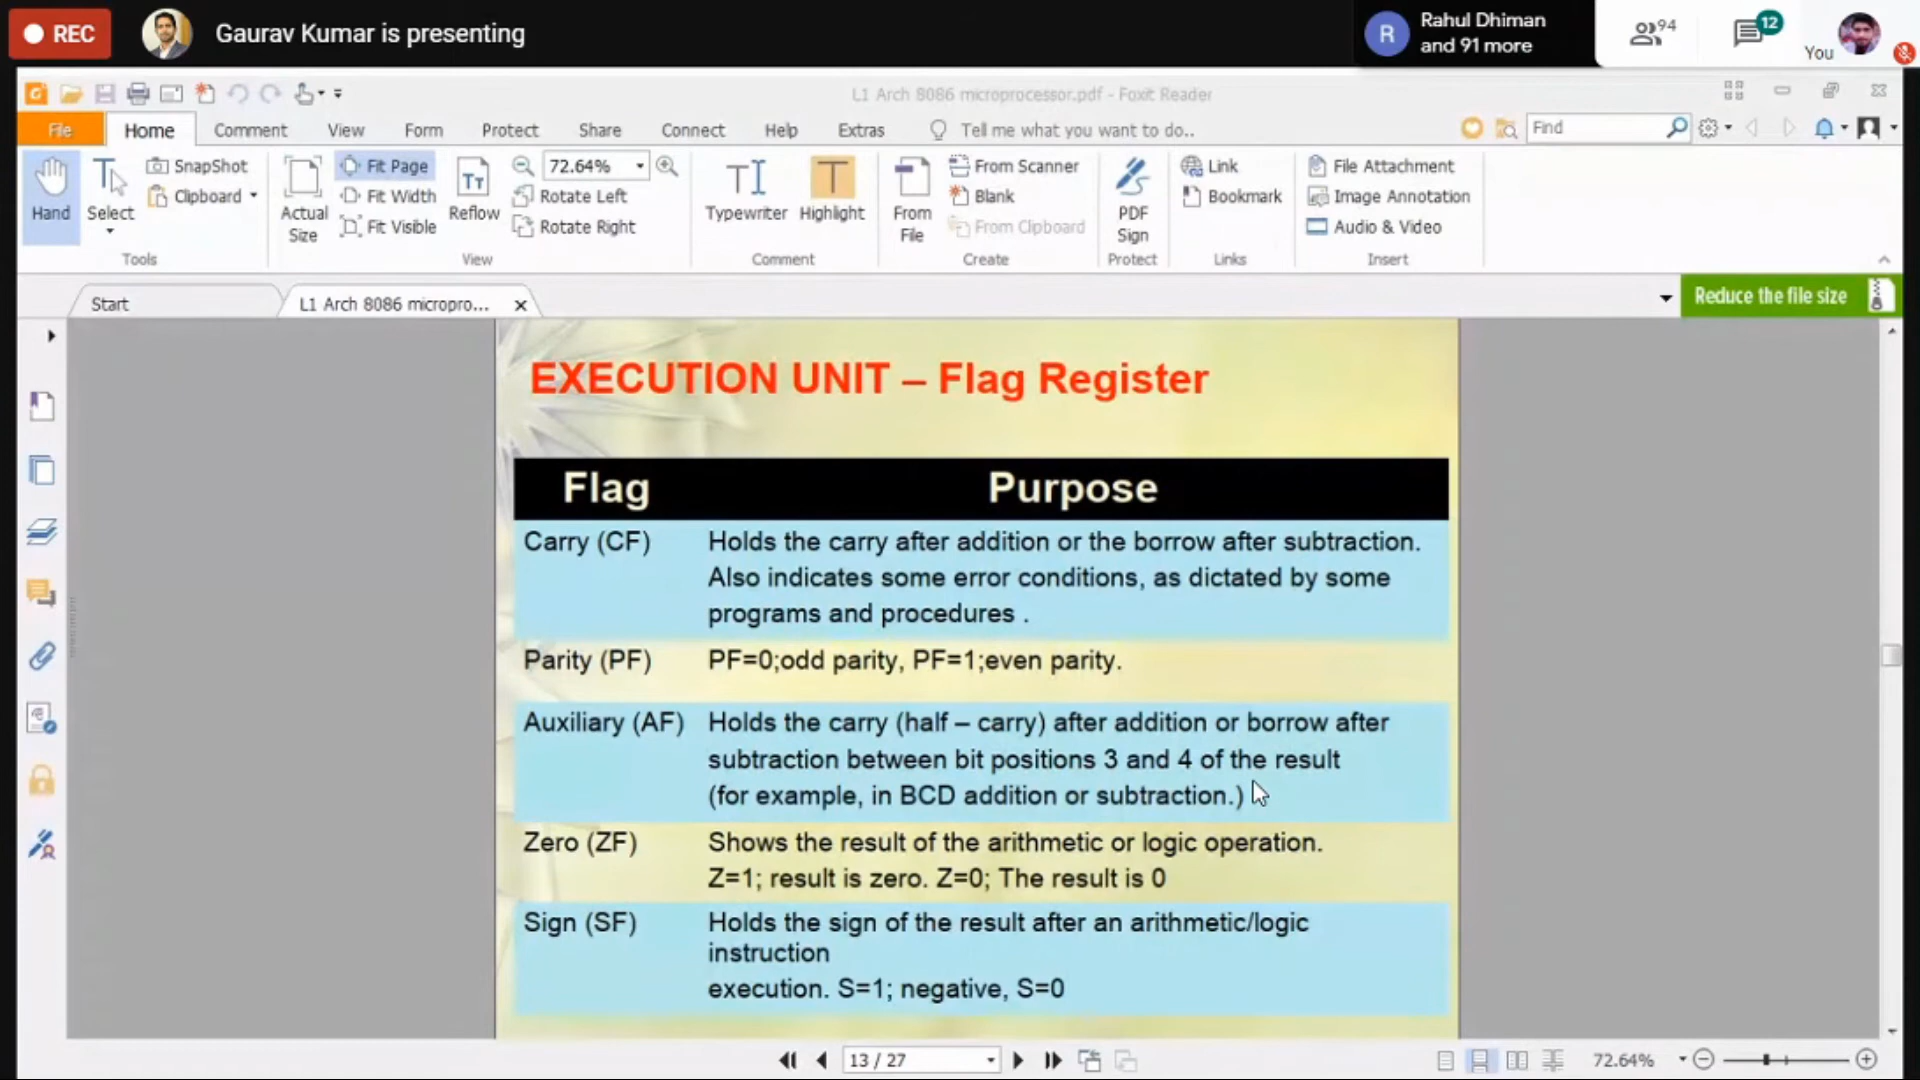 REC
Gaurav Kumar is presenting
R
Rahul Dhiman
and 91 more
94
12
You
L1 Arch 8086 microprocessor.pdf - Foxit Reader
File
Home
Comment
View
Form
Protect
Share
Connect
Help
Extras
Tell me what you want to do..
Find
Hand
Select
SnapShot
Clipboard
Tools
Actual
Size
Fit Page
Fit Width
Fit Visible
Reflow
72.64%
Rotate Left
Rotate Right
View
Typewriter
Highlight
Comment
From
File
From Scanner
Blank
From Clipboard
Create
PDF
Sign
Protect
Link
Bookmark
Links
File Attachment
Image Annotation
Audio & Video
Insert
Start
L1 Arch 8086 micropro...
Reduce the file size
EXECUTION UNIT – Flag Register
Flag Purpose
Carry (CF) Holds the carry after addition or the borrow after subtraction.
Also indicates some error conditions, as dictated by some
programs and procedures .
Parity (PF) PF=0;odd parity, PF=1;even parity.
Auxiliary (AF) Holds the carry (half – carry) after addition or borrow after
subtraction between bit positions 3 and 4 of the result
(for example, in BCD addition or subtraction.)
Zero (ZF) Shows the result of the arithmetic or logic operation.
Z=1; result is zero. Z=0; The result is 0
Sign (SF) Holds the sign of the result after an arithmetic/logic
instruction
execution. S=1; negative, S=0
13 / 27
72.64%